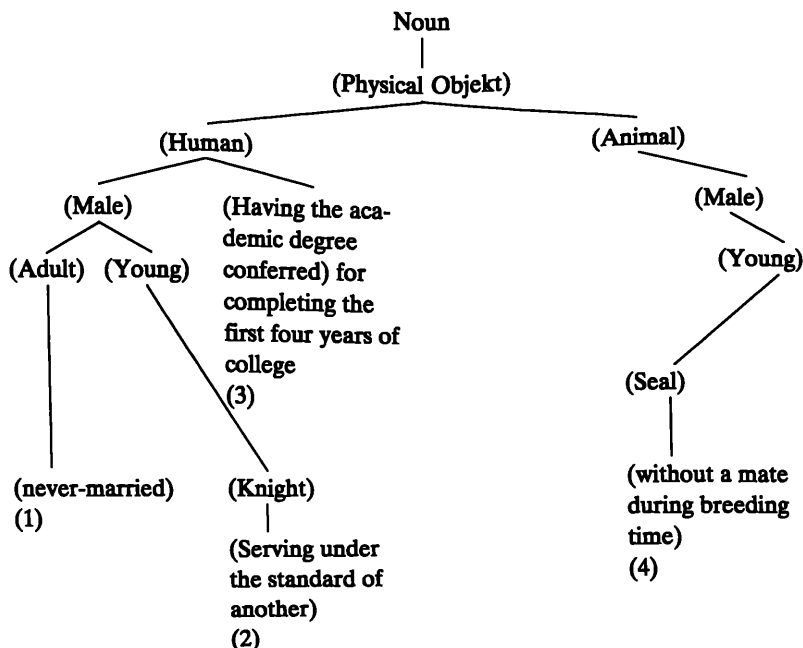 Noun
(Physical Objekt)
(Human)
(Animal)
(Male)
(Having the aca-
demic degree
conferred) for
completing the
first four years of
college
(3)
(Male)
(Adult)
(Young)
(Young)
(Seal)
(never-married)
(1)
(Knight)
(Serving under
the standard of
another)
(2)
(without a mate
during breeding
time)
(4)